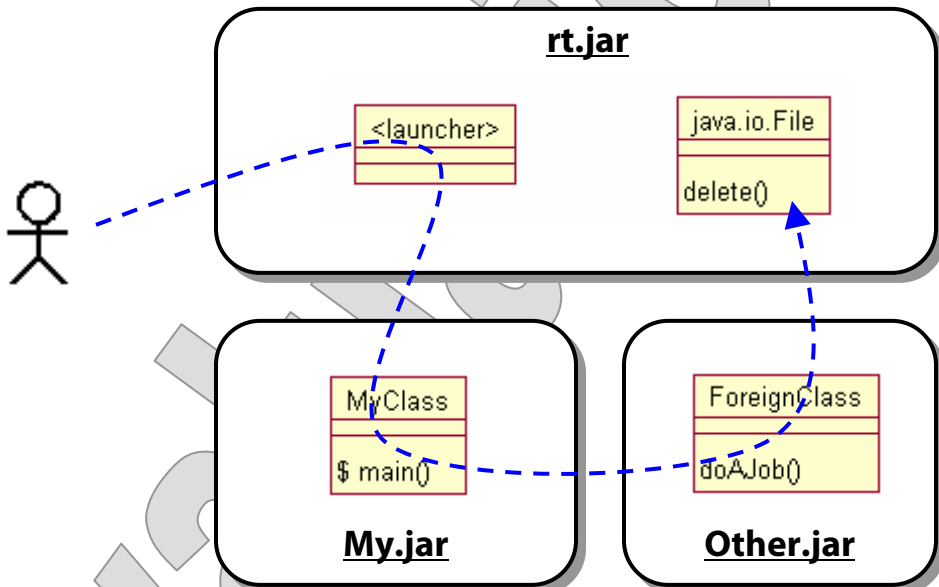 rt.jar
<launcher>
java.io.File
delete()
MyClass
$ main()
My.jar
ForeignClass
doAJob()
Other.jar